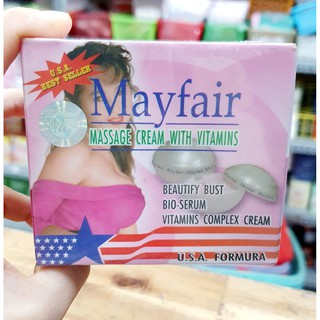 U.S.A.
BEST SELLER
Mayfair
MASSAGE CREAM WITH VITAMINS
BEAUTIFY BUST
BIO-SERUM
VITAMINS COMPLEX CREAM
U.S.A. FORMURA